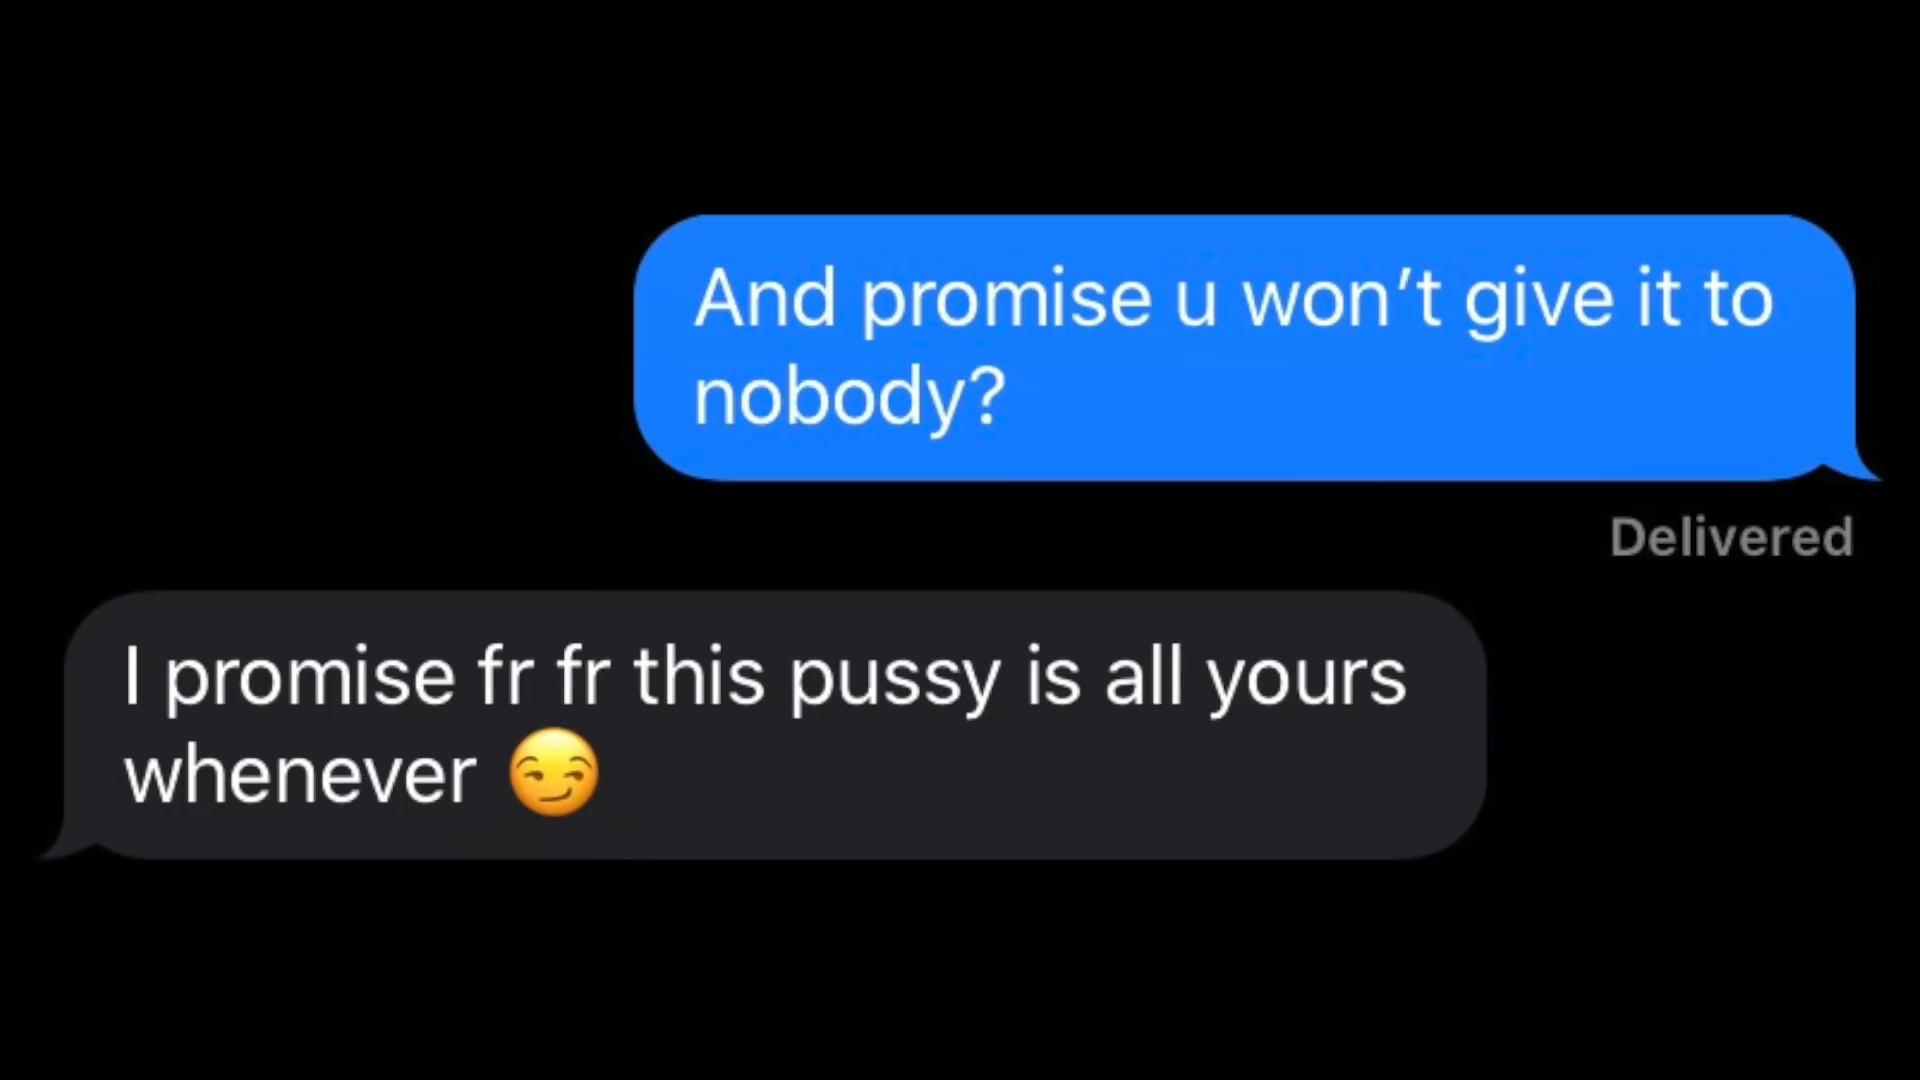 And promise u won’t give it to
nobody?
Delivered
I promise fr fr this pussy is all yours
whenever 😏